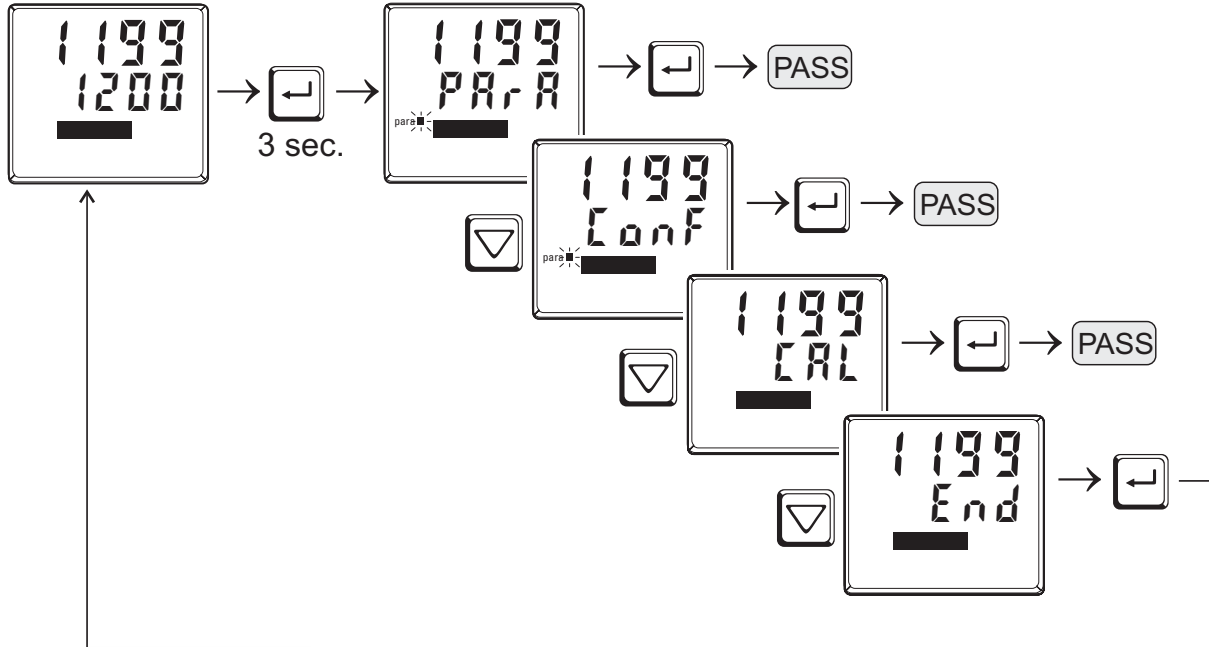 1199
1200
3 sec.
1199
PArA
para
PASS
1199
ConF
para
PASS
1199
CAL
PASS
1199
End